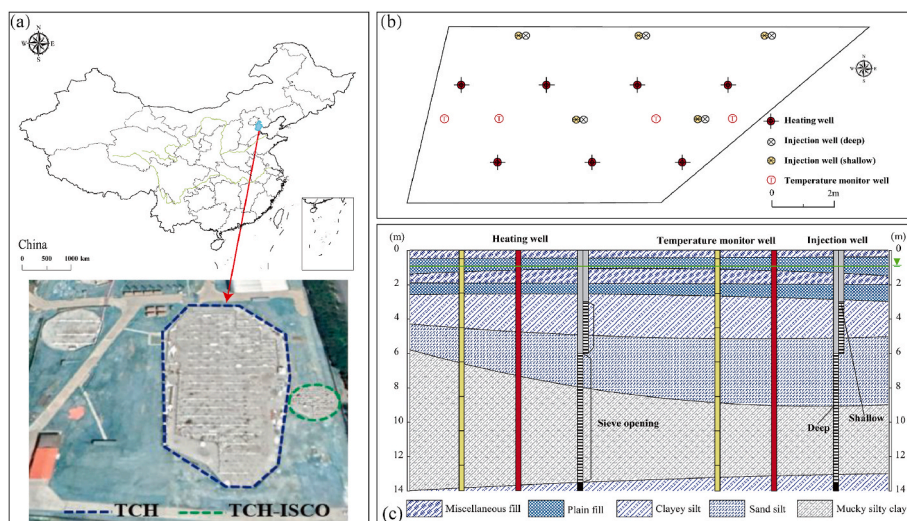 (a)
N
W E
S
China
0 500 1000 km
TCH TCH-ISCO
(b)
N
W E
S
Heating well
Injection well (deep)
Injection well (shallow)
Temperature monitor well
0 2m
(m) Heating well Temperature monitor well Injection well (m)
0 0
2 2
4 4
6 6
8 8
10 10
12 12
14 14
Sieve opening
Deep
Shallow
(c)
Miscellaneous fill Plain fill Clayey silt Sand silt Mucky silty clay